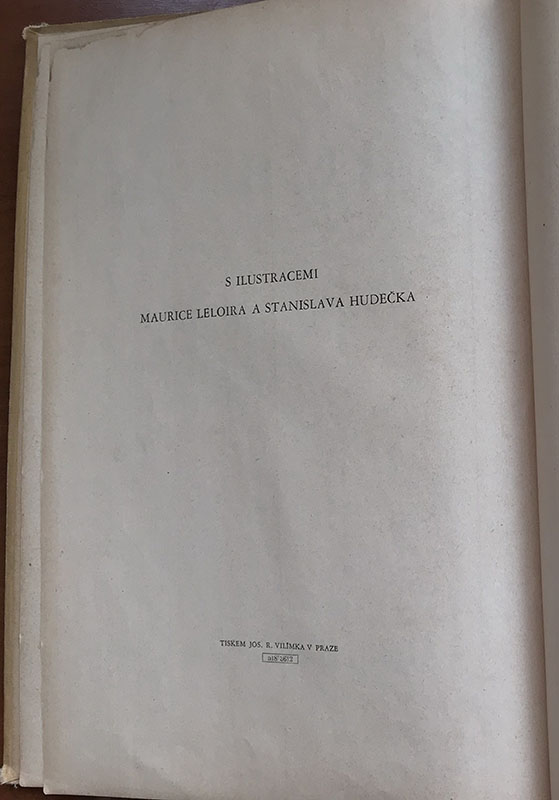 S ILUSTRACEMI
MAURICE LELOIRA A STANISLAVA HUDEČKA
TISKEM JOS. R. VILÍMKA V PRAZE